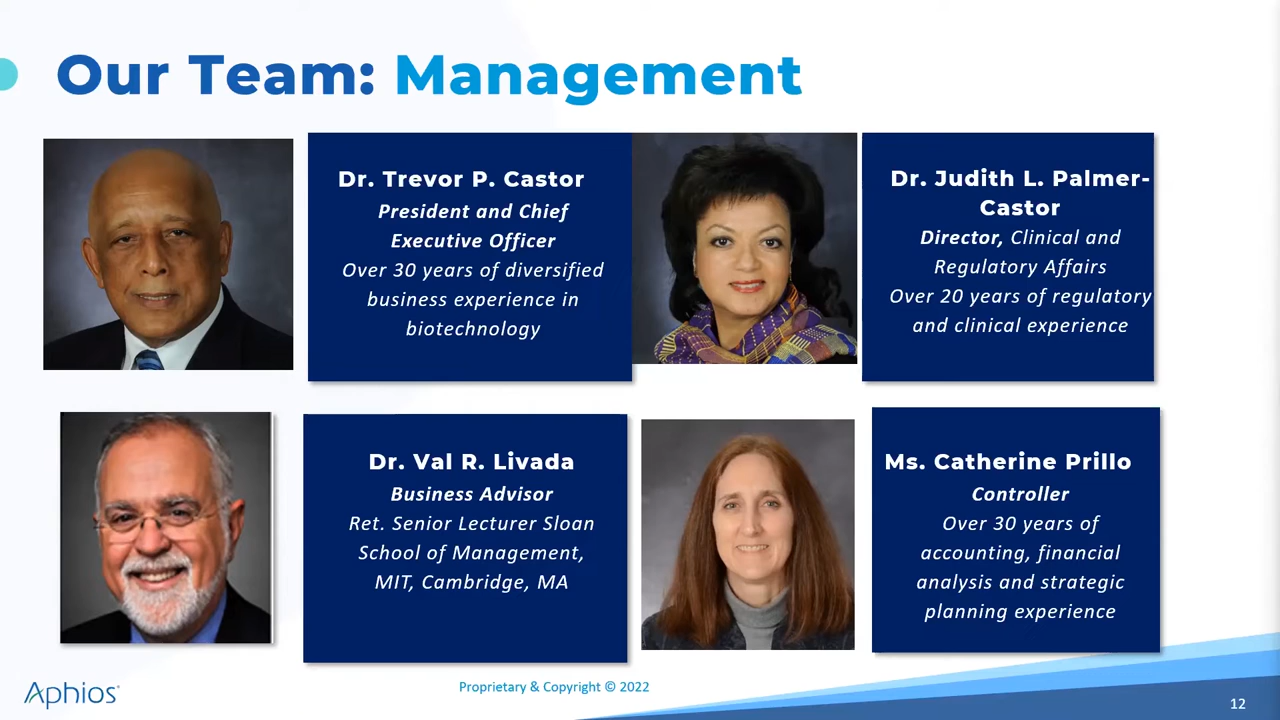 Our Team: Management
Dr. Trevor P. Castor
President and Chief
Executive Officer
Over 30 years of diversified
business experience in
biotechnology
Dr. Judith L. Palmer-
Castor
Director, Clinical and
Regulatory Affairs
Over 20 years of regulatory
and clinical experience
Dr. Val R. Livada
Business Advisor
Ret. Senior Lecturer Sloan
School of Management,
MIT, Cambridge, MA
Ms. Catherine Prillo
Controller
Over 30 years of
accounting, financial
analysis and strategic
planning experience
Aphios®
Proprietary & Copyright © 2022
12